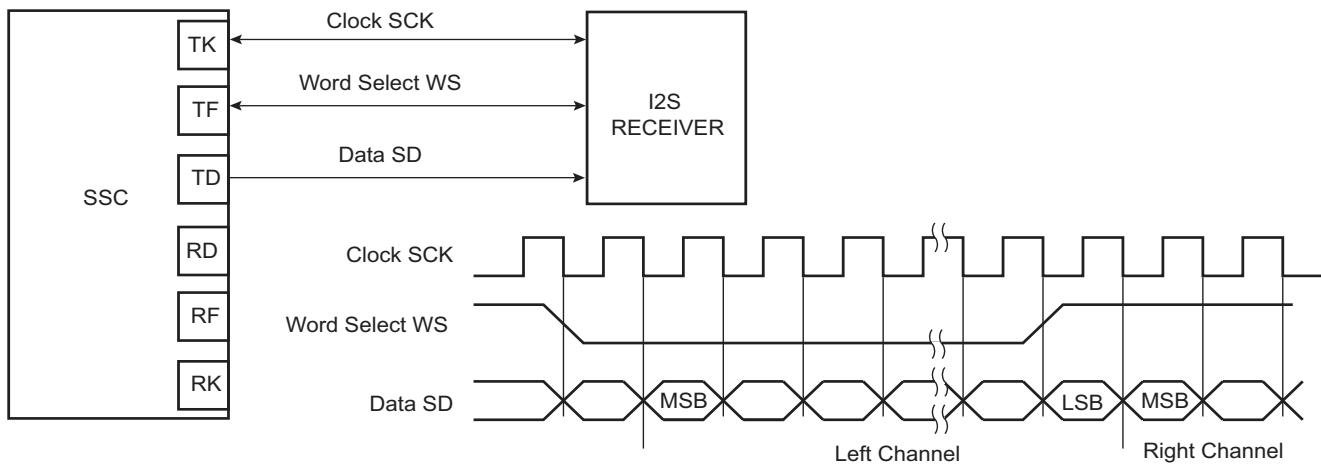 Clock SCK
TK
Word Select WS
TF
I2S
RECEIVER
Data SD
TD
SSC
RD
RF
RK
Clock SCK
Word Select WS
Data SD
MSB
LSB
MSB
Left Channel
Right Channel